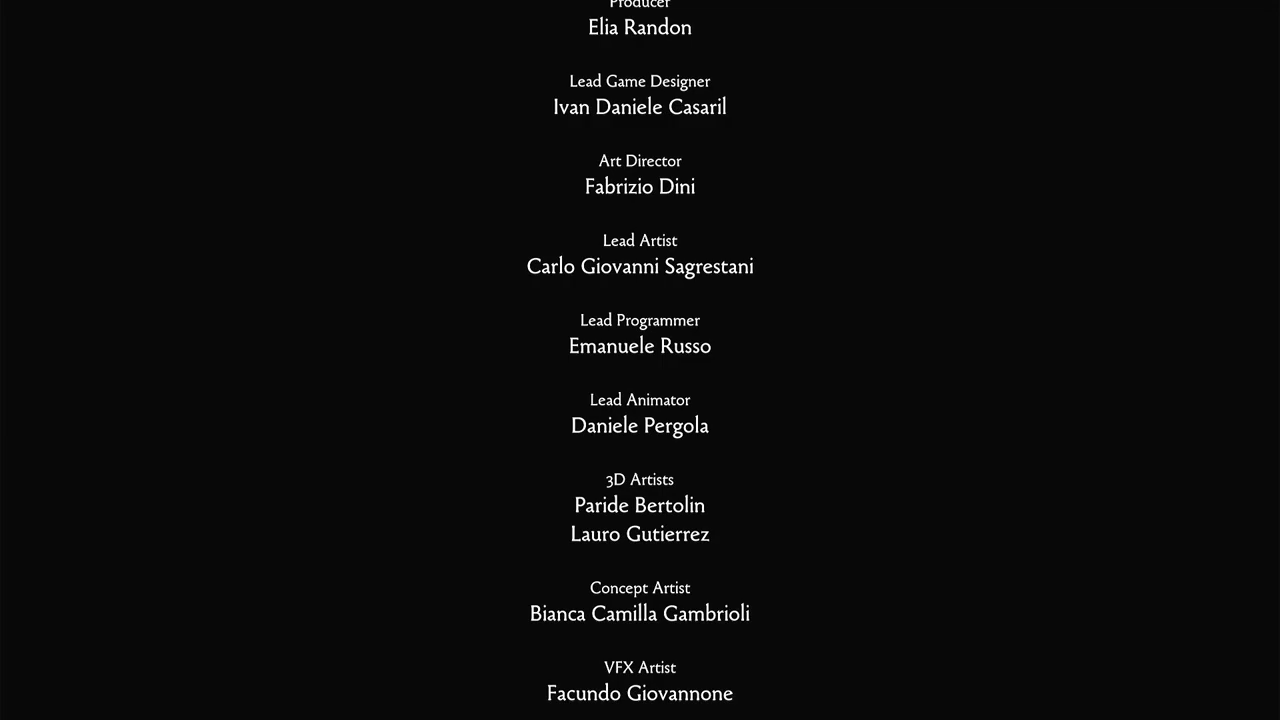 Producer
Elia Randon
Lead Game Designer
Ivan Daniele Casaril
Art Director
Fabrizio Dini
Lead Artist
Carlo Giovanni Sagrestani
Lead Programmer
Emanuele Russo
Lead Animator
Daniele Pergola
3D Artists
Paride Bertolin
Lauro Gutierrez
Concept Artist
Bianca Camilla Gambrioli
VFX Artist
Facundo Giovannone